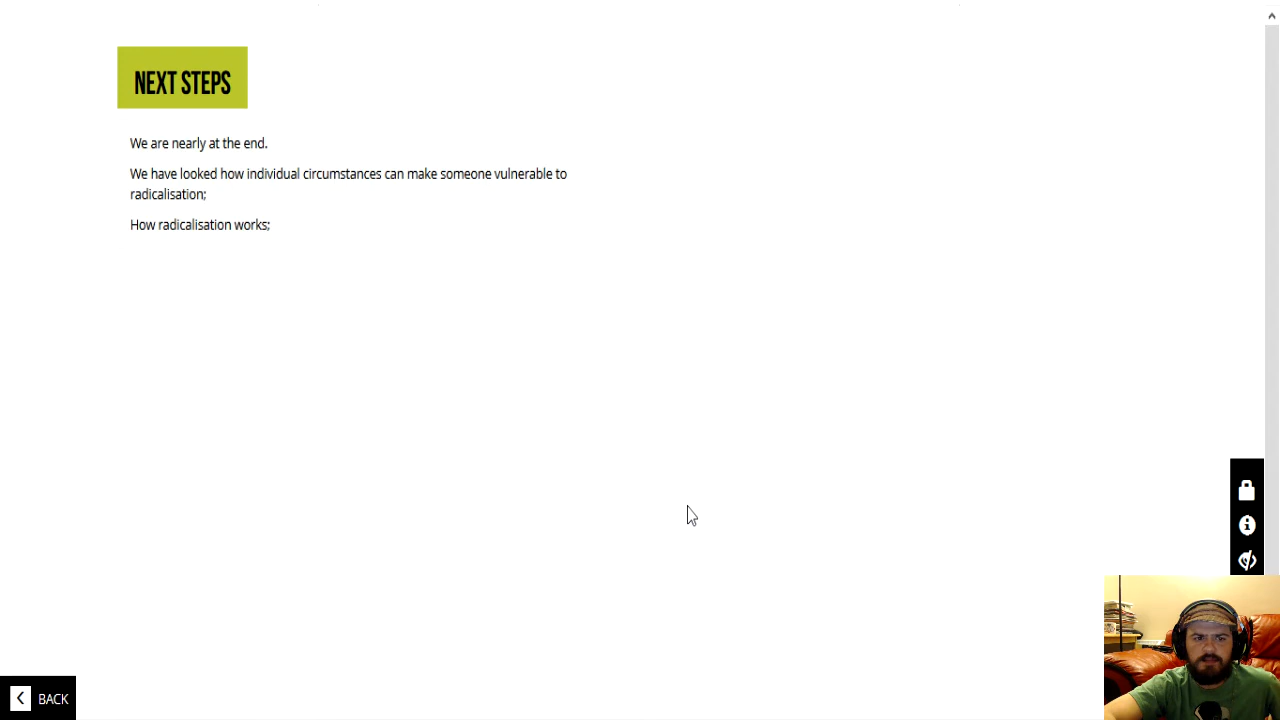 NEXT STEPS
We are nearly at the end.
We have looked how individual circumstances can make someone vulnerable to
radicalisation;
How radicalisation works;
BACK